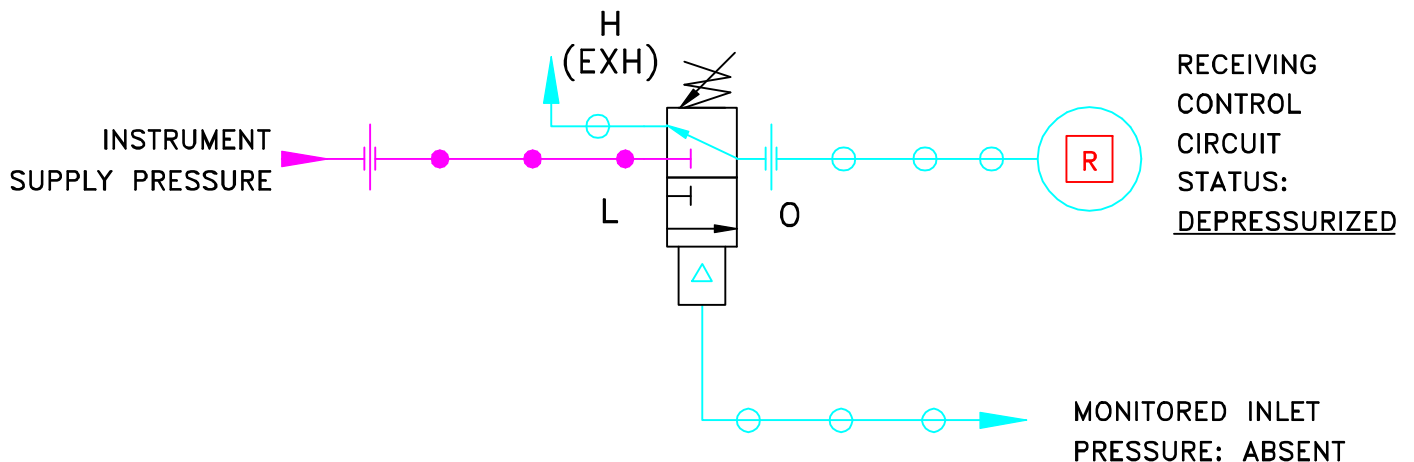 H
(EXH)
INSTRUMENT
SUPPLY PRESSURE
L
O
R
RECEIVING
CONTROL
CIRCUIT
STATUS:
DEPRESSURIZED
MONITORED INLET
PRESSURE: ABSENT